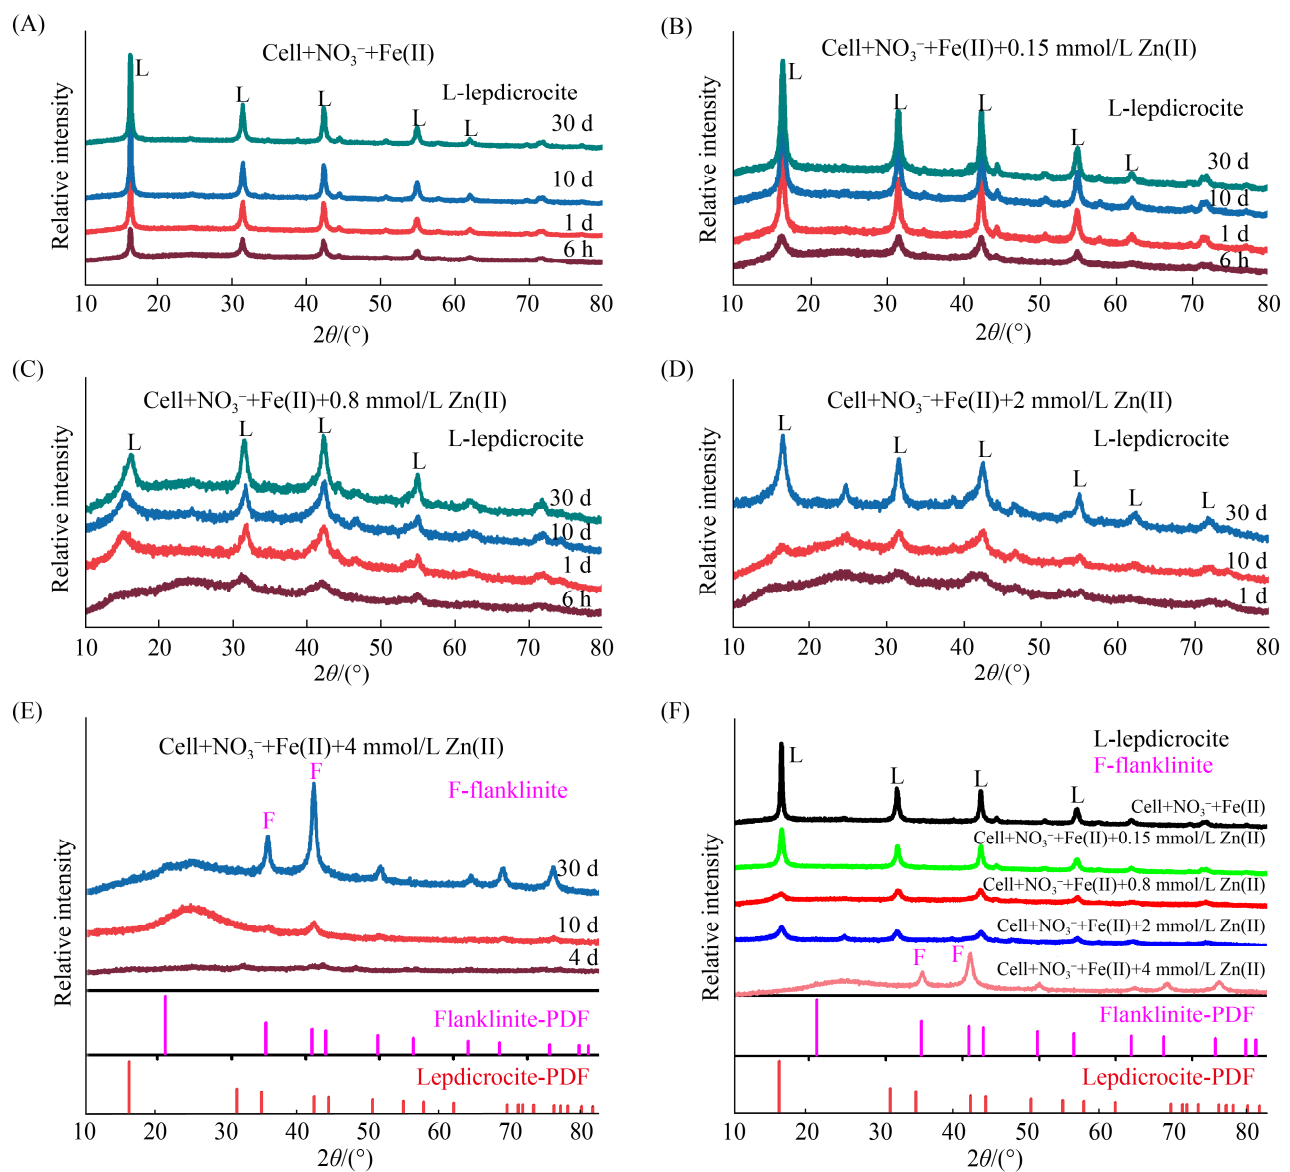 (A)
Cell+NO₃⁻+Fe(II)
L
L-lepdicrocite
L
L
L
L
30 d
10 d
1 d
6 h
Relative intensity
10 20 30 40 50 60 70 80
2θ/(°)
(B)
Cell+NO₃⁻+Fe(II)+0.15 mmol/L Zn(II)
L
L-lepdicrocite
L
L
L
L
30 d
10 d
1 d
6 h
Relative intensity
10 20 30 40 50 60 70 80
2θ/(°)
(C)
Cell+NO₃⁻+Fe(II)+0.8 mmol/L Zn(II)
L-lepdicrocite
L
L
L
L
30 d
10 d
1 d
6 h
Relative intensity
10 20 30 40 50 60 70 80
2θ/(°)
(D)
Cell+NO₃⁻+Fe(II)+2 mmol/L Zn(II)
L-lepdicrocite
L
L
L
L
L
L
30 d
10 d
1 d
Relative intensity
10 20 30 40 50 60 70 80
2θ/(°)
(E)
Cell+NO₃⁻+Fe(II)+4 mmol/L Zn(II)
F
F-flanklinite
F
30 d
10 d
4 d
Relative intensity
Flanklinite-PDF
Lepdicrocite-PDF
10 20 30 40 50 60 70 80
2θ/(°)
(F)
L-lepdicrocite
F-flanklinite
L
L
L
L
Cell+NO₃⁻+Fe(II)
Cell+NO₃⁻+Fe(II)+0.15 mmol/L Zn(II)
Cell+NO₃⁻+Fe(II)+0.8 mmol/L Zn(II)
Cell+NO₃⁻+Fe(II)+2 mmol/L Zn(II)
F
F
Cell+NO₃⁻+Fe(II)+4 mmol/L Zn(II)
Relative intensity
Flanklinite-PDF
Lepdicrocite-PDF
10 20 30 40 50 60 70 80
2θ/(°)